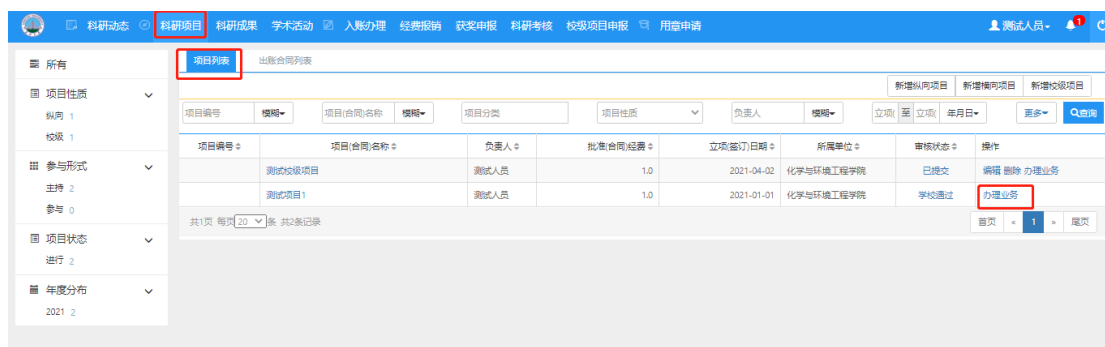 科研动态 科研项目 科研成果 学术活动 入账办理 经费报销 获奖申报 科研考核 校级项目申报 用章申请 测试人员 1
所有
项目性质
纵向 1
校级 1
参与形式
主持 2
参与 0
项目状态
进行 2
年度分布
2021 2
项目列表 出账合同列表
新增纵向项目 新增横向项目 新增校级项目
项目编号 模糊 项目(合同)名称 模糊 项目分类 项目性质 负责人 模糊 立项( 至 立项( 年月日 更多 查询
项目编号 项目(合同)名称 负责人 批准(合同)经费 立项(签订)日期 所属单位 审核状态 操作
测试校级项目 测试人员 1.0 2021-04-02 化学与环境工程学院 已提交 编辑 删除 办理业务
测试项目1 测试人员 1.0 2021-01-01 化学与环境工程学院 学校通过 办理业务
共1页 每页 20 条 共2条记录 首页 « 1 » 尾页